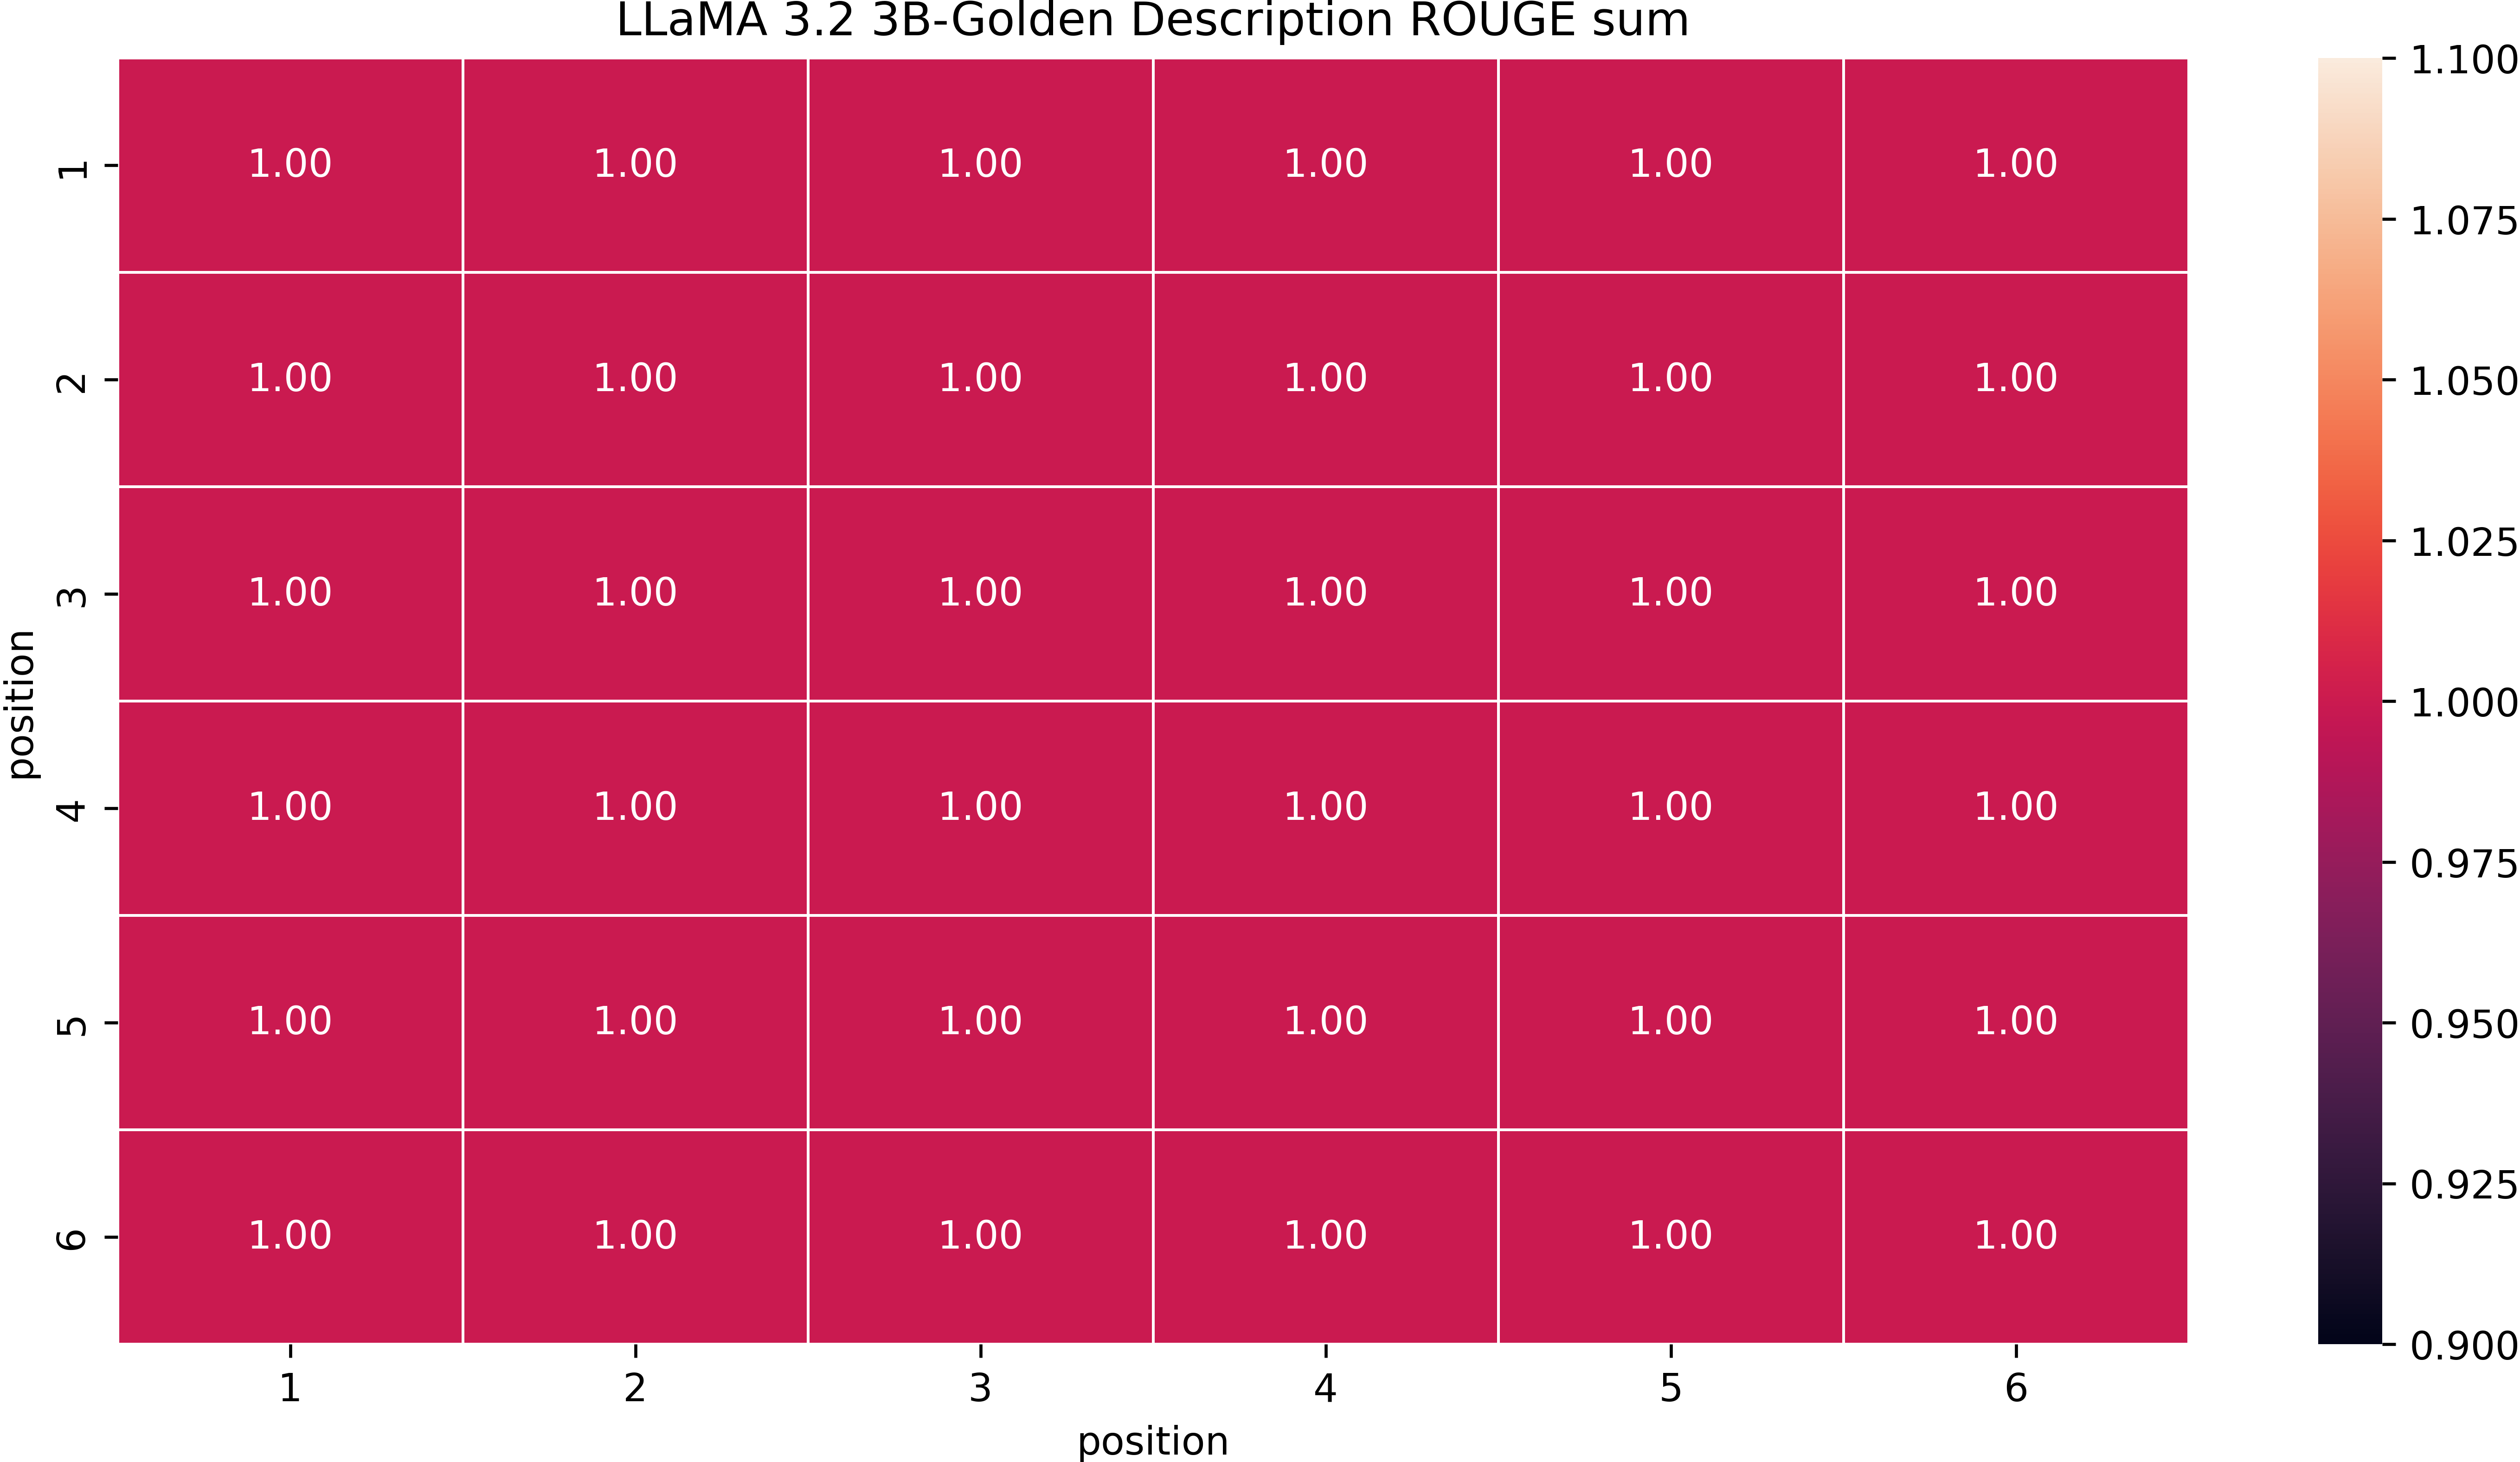 LLaMA 3.2 3B-Golden Description ROUGE sum
position
1 1.00 1.00 1.00 1.00 1.00 1.00
2 1.00 1.00 1.00 1.00 1.00 1.00
3 1.00 1.00 1.00 1.00 1.00 1.00
4 1.00 1.00 1.00 1.00 1.00 1.00
5 1.00 1.00 1.00 1.00 1.00 1.00
6 1.00 1.00 1.00 1.00 1.00 1.00
1 2 3 4 5 6
position
1.100
1.075
1.050
1.025
1.000
0.975
0.950
0.925
0.900